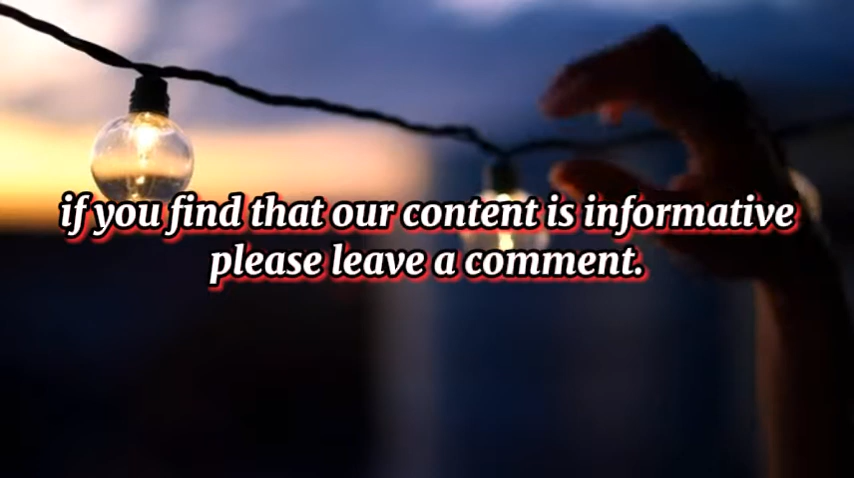 if you find that our content is informative
please leave a comment.